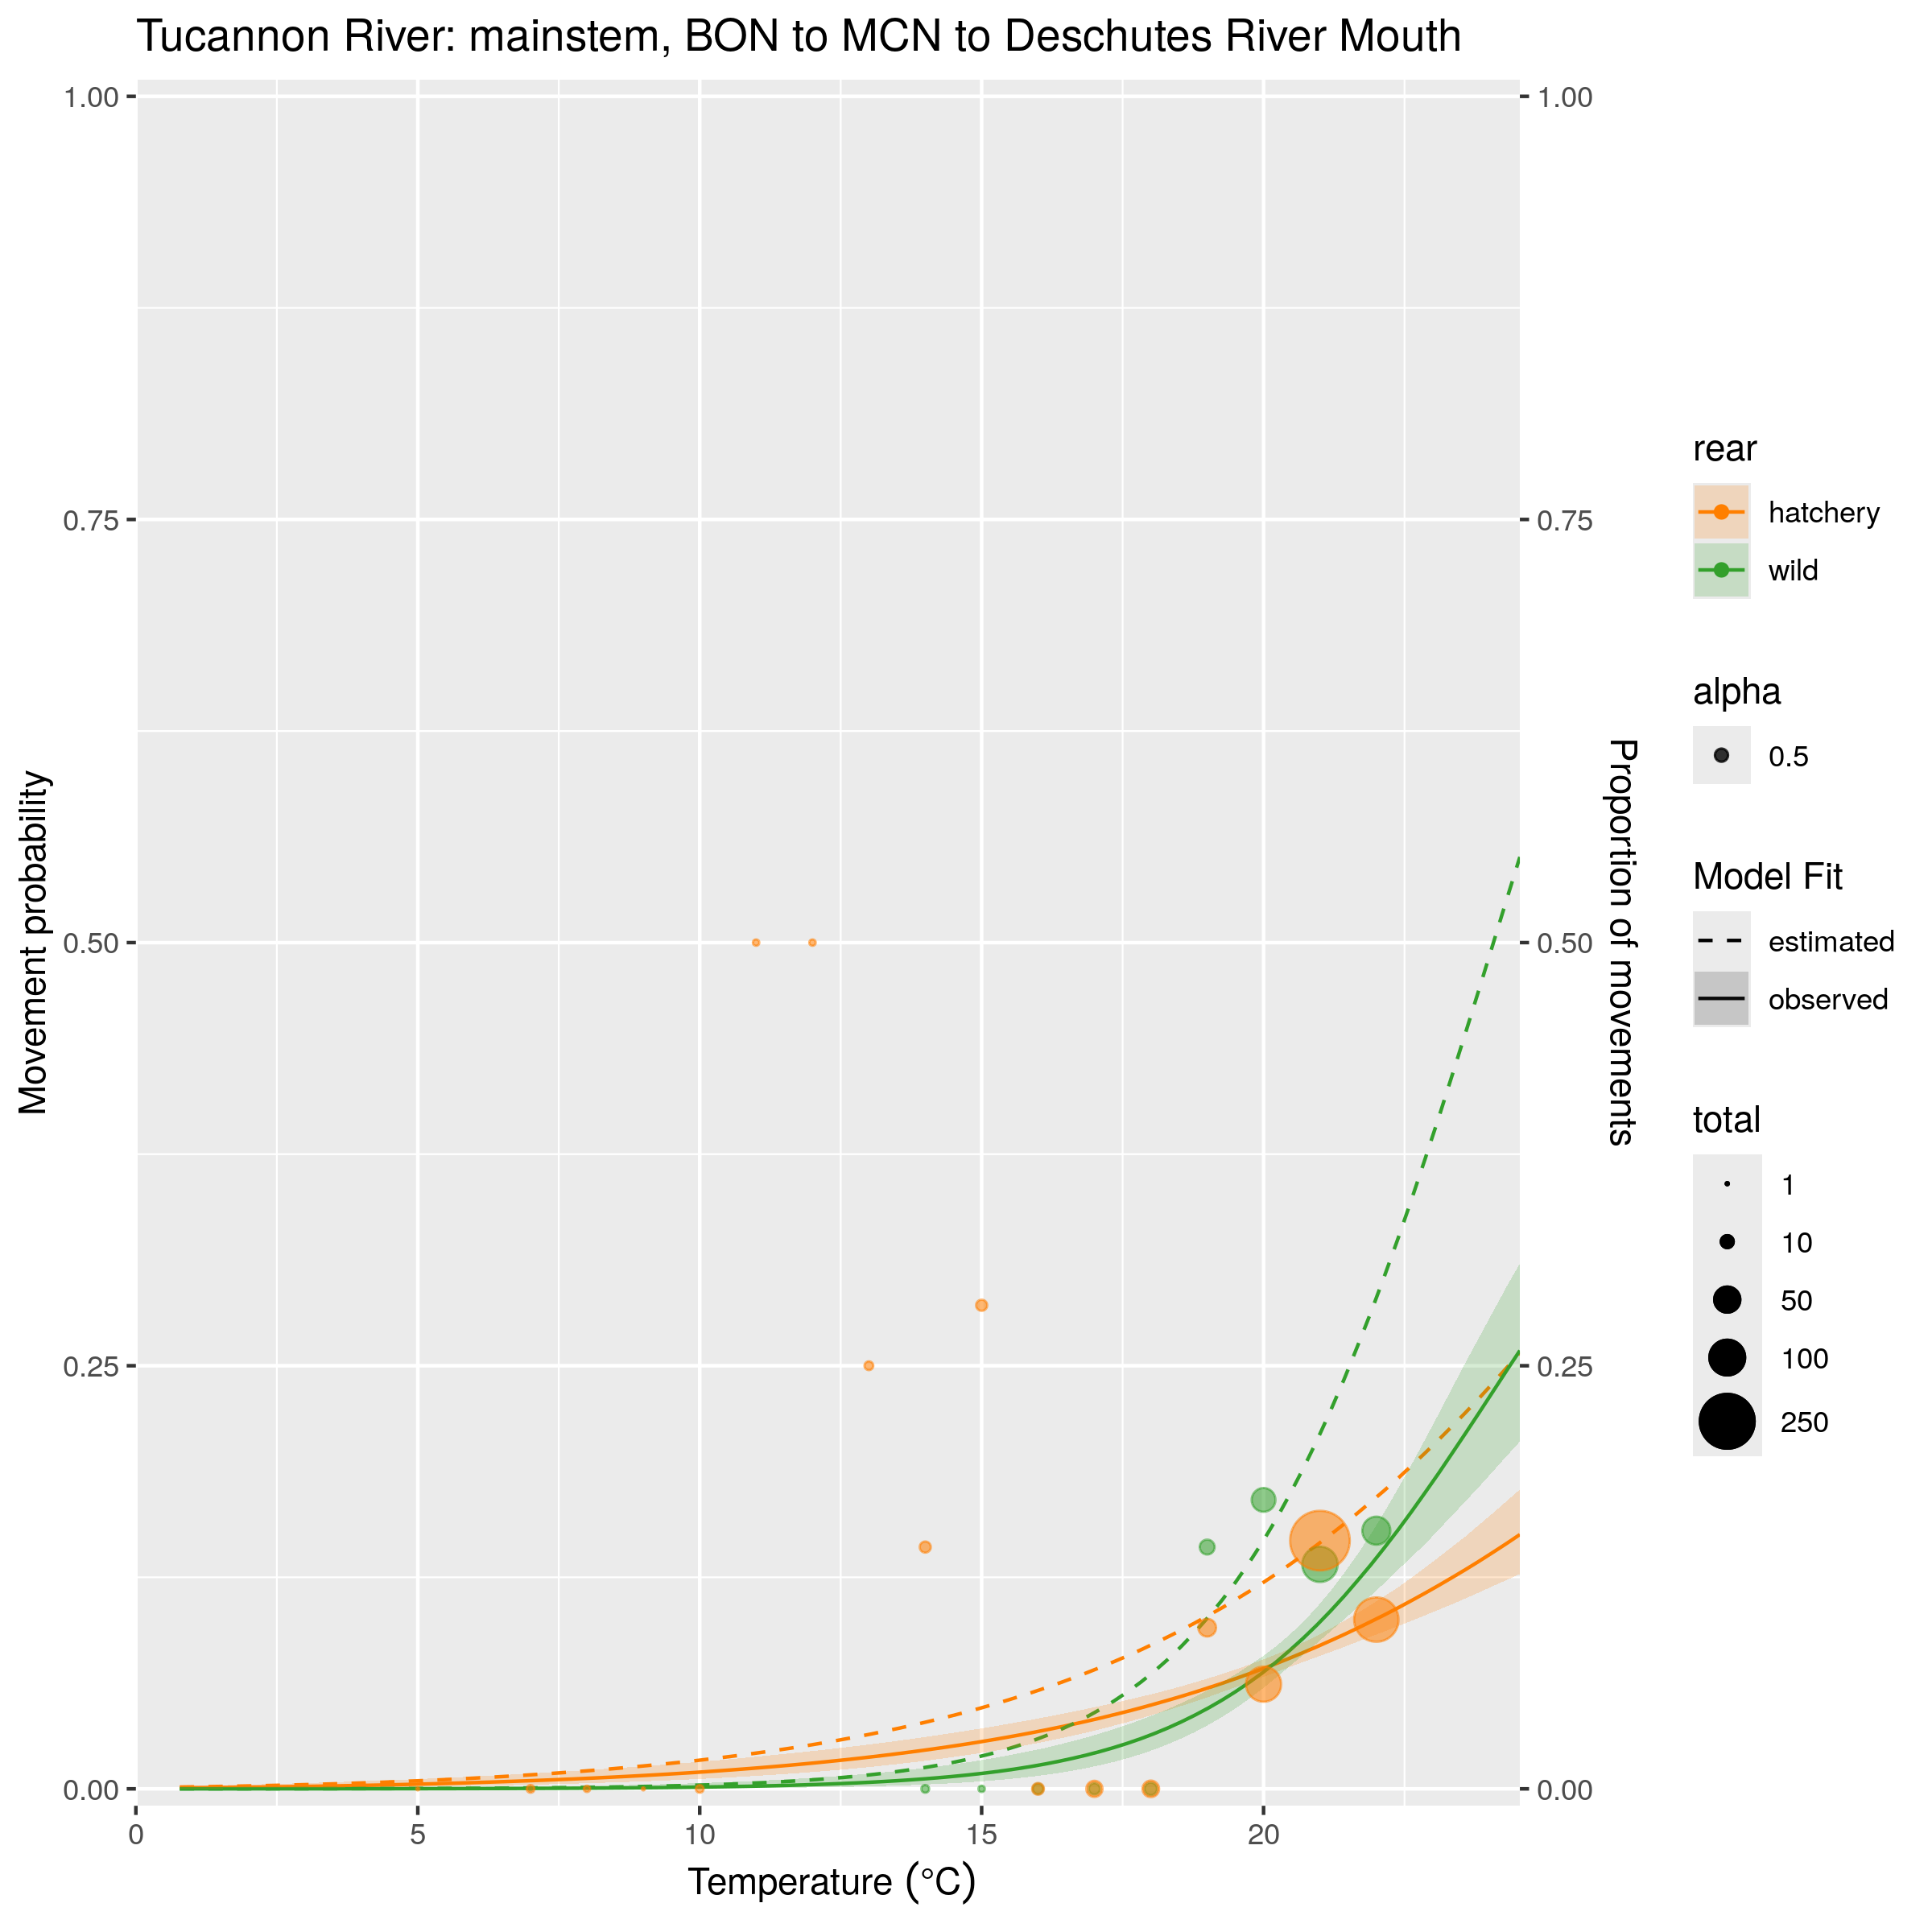 Tucannon River: mainstem, BON to MCN to Deschutes River Mouth
1.00
0.75
0.50
0.25
0.00
Movement probability
0
5
10
15
20
Temperature (°C)
1.00
0.75
0.50
0.25
0.00
Proportion of movements
rear
hatchery
wild
alpha
0.5
Model Fit
estimated
observed
total
1
10
50
100
250